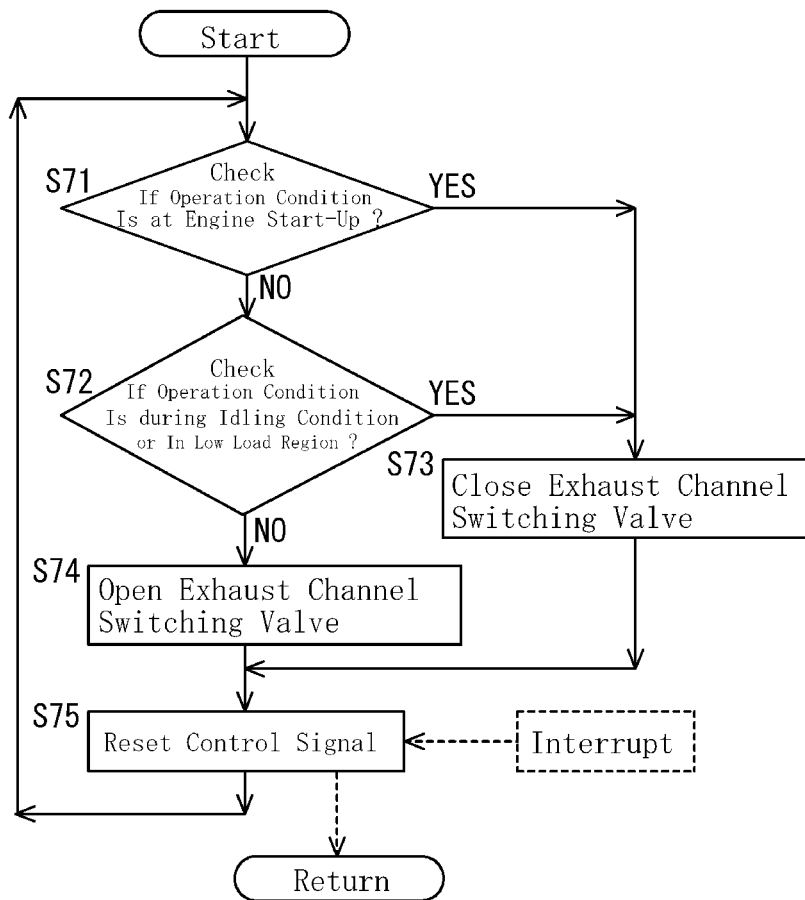 Start
S71
Check
If Operation Condition
Is at Engine Start-Up ?
YES
NO
S72
Check
If Operation Condition
Is during Idling Condition
or In Low Load Region ?
YES
NO
S73
Close Exhaust Channel
Switching Valve
S74
Open Exhaust Channel
Switching Valve
S75
Reset Control Signal
Interrupt
Return